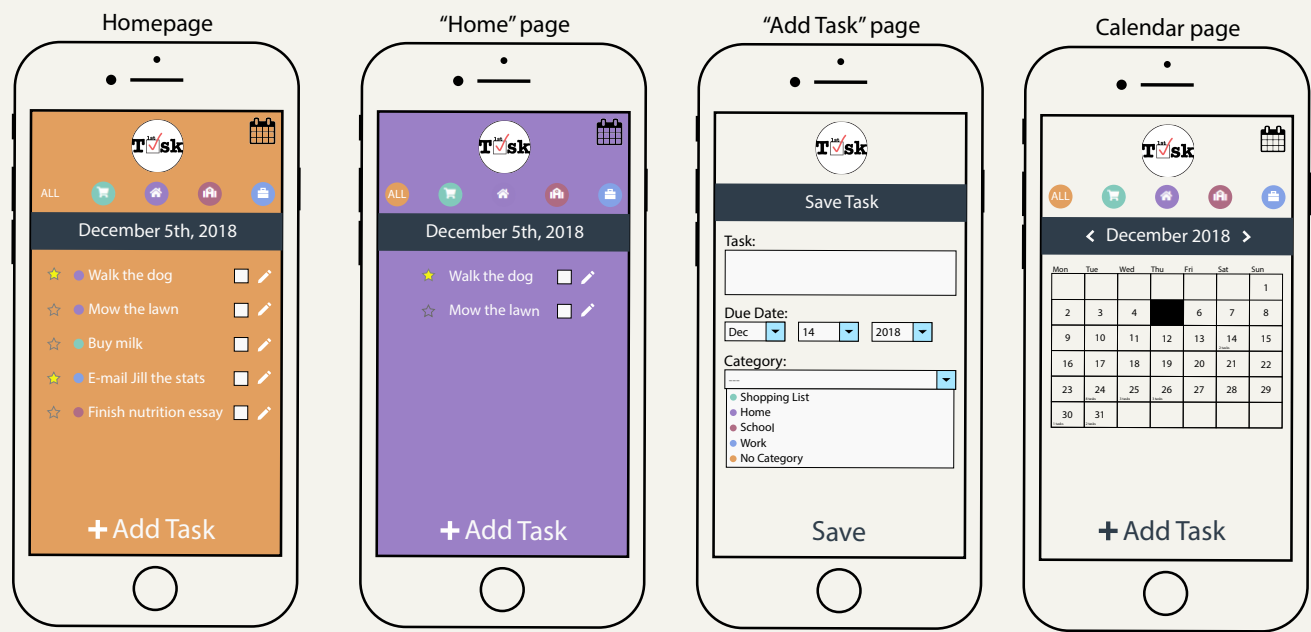 Homepage
1st
T sk
ALL
December 5th, 2018
Walk the dog
Mow the lawn
Buy milk
E-mail Jill the stats
Finish nutrition essay
+ Add Task
“Home” page
1st
T sk
ALL
December 5th, 2018
Walk the dog
Mow the lawn
+ Add Task
“Add Task” page
1st
T sk
Save Task
Task:
Due Date:
Dec 14 2018
Category:
---
Shopping List
Home
School
Work
No Category
Save
Calendar page
1st
T sk
ALL
< December 2018 >
Mon Tue Wed Thu Fri Sat Sun
1
2 3 4 6 7 8
9 10 11 12 13 14 15
16 17 18 19 20 21 22
23 24 25 26 27 28 29
30 31
+ Add Task